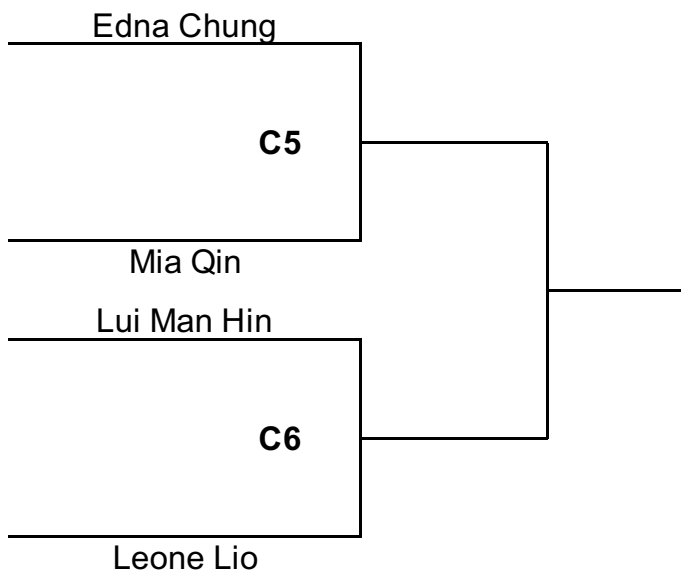 Edna Chung
C5
Mia Qin
Lui Man Hin
C6
Leone Lio